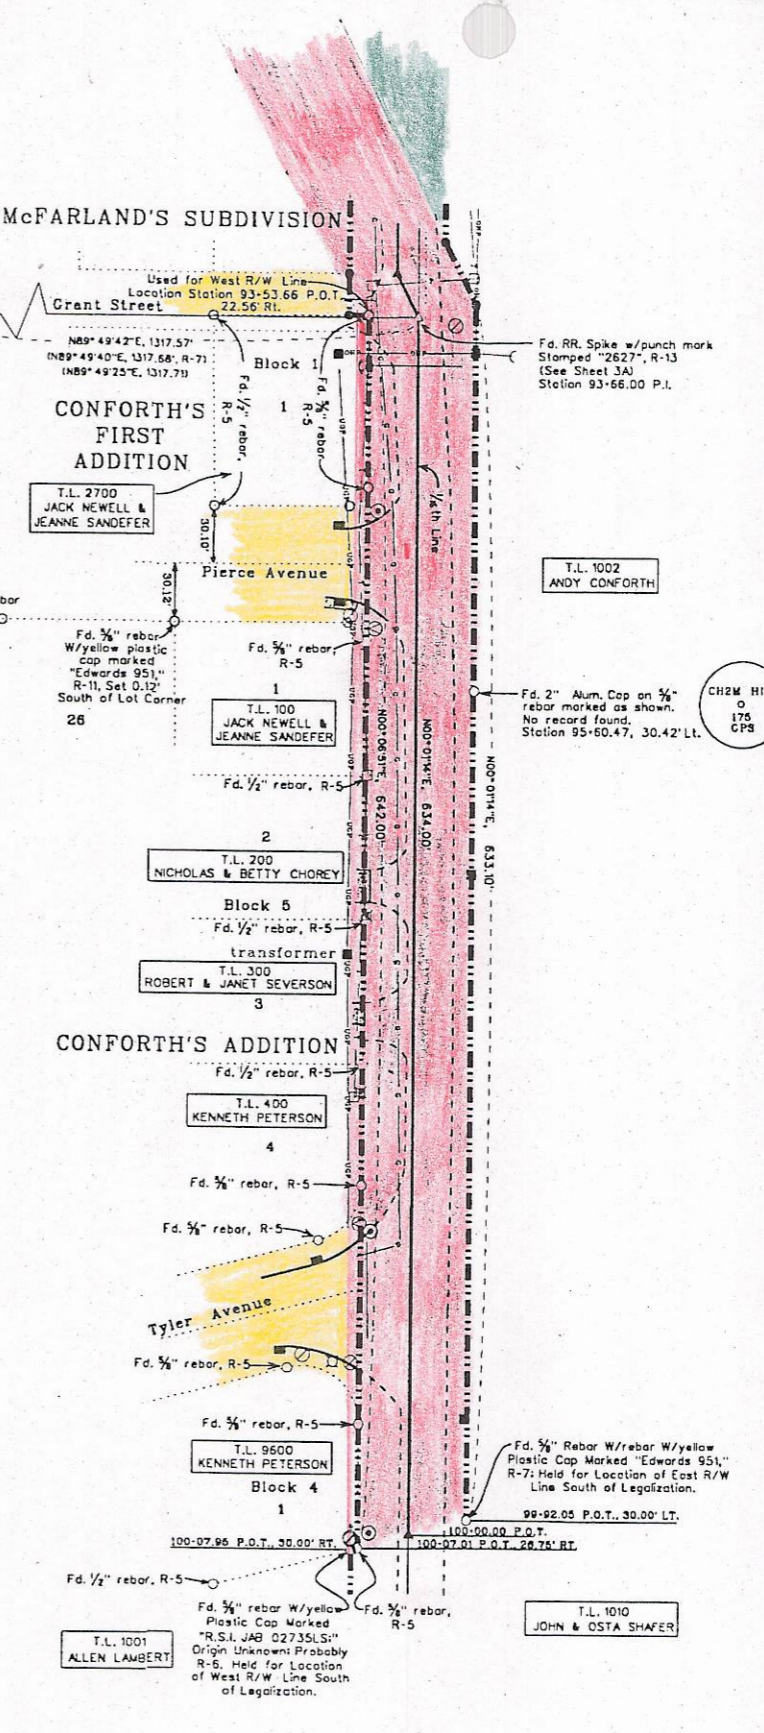 McFARLAND'S SUBDIVISION
Used for West R/W Line
Location Station 93+53.66 P.O.T.
22.56' Rt.
Grant Street
N89°49'42"E, 1317.57'
(N89°49'40"E, 1317.68', R-7)
(N89°49'25"E, 1317.71)
Block 1
1
Fd. 1/2" rebar,
R-5
Fd. 5/8" rebar,
R-5
Fd. RR. Spike w/punch mark
Stamped "2627", R-13
(See Sheet 3A)
Station 93+66.00 P.I.
CONFORTH'S
FIRST
ADDITION
T.L. 2700
JACK NEWELL &
JEANNE SANDEFER
1/16th Line
30.10'
Pierce Avenue
30.12'
T.L. 1002
ANDY CONFORTH
bar
Fd. 5/8" rebar
W/yellow plastic
cap marked
"Edwards 951,"
R-11, Set 0.12'
South of Lot Corner
26
Fd. 5/8" rebar,
R-5
1
T.L. 100
JACK NEWELL &
JEANNE SANDEFER
Fd. 2" Alum. Cap on 5/8"
rebar marked as shown.
No record found.
Station 95+60.47, 30.42' Lt.
CH2M HI
O
175
GPS
N00°06'51"E, 642.00'
N00°01'14"E, 634.00'
N00°01'14"E, 633.10'
Fd. 1/2" rebar, R-5
2
T.L. 200
NICHOLAS & BETTY CHOREY
Block 5
Fd. 1/2" rebar, R-5
transformer
T.L. 300
ROBERT & JANET SEVERSON
3
CONFORTH'S ADDITION
Fd. 1/2" rebar, R-5
T.L. 400
KENNETH PETERSON
4
Fd. 5/8" rebar, R-5
Fd. 5/8" rebar, R-5
Tyler Avenue
Fd. 5/8" rebar, R-5
Fd. 5/8" rebar, R-5
T.L. 9600
KENNETH PETERSON
Block 4
1
Fd. 5/8" Rebar W/rebar W/yellow
Plastic Cap Marked "Edwards 951,"
R-7; Held for Location of East R/W
Line South of Legalization.
99+92.05 P.O.T., 30.00' LT.
100+00.00 P.O.T.
100+07.95 P.O.T., 30.00' RT.
100+07.01 P.O.T., 26.75' RT.
Fd. 1/2" rebar, R-5
Fd. 5/8" rebar W/yellow
Plastic Cap Marked
"R.S.I. JAB 02735LS;"
Origin Unknown; Probably
R-6. Held for Location
of West R/W Line South
of Legalization.
Fd. 5/8" rebar,
R-5
T.L. 1001
ALLEN LAMBERT
T.L. 1010
JOHN & OSTA SHAFER